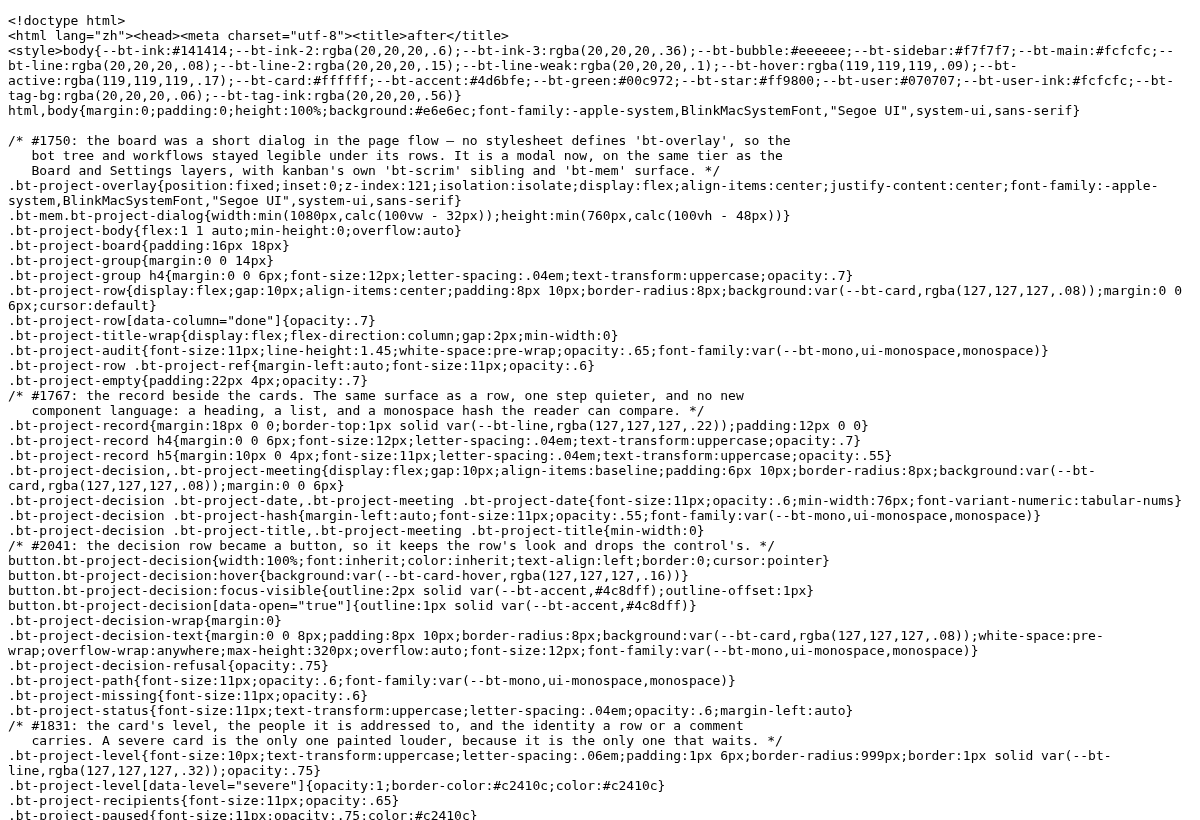 <!doctype html>
<html lang="zh"><head><meta charset="utf-8"><title>after</title>
<style>body{--bt-ink:#141414;--bt-ink-2:rgba(20,20,20,.6);--bt-ink-3:rgba(20,20,20,.36);--bt-bubble:#eeeeee;--bt-sidebar:#f7f7f7;--bt-main:#fcfcfc;--
bt-line:rgba(20,20,20,.08);--bt-line-2:rgba(20,20,20,.15);--bt-line-weak:rgba(20,20,20,.1);--bt-hover:rgba(119,119,119,.09);--bt-
active:rgba(119,119,119,.17);--bt-card:#ffffff;--bt-accent:#4d6bfe;--bt-green:#00c972;--bt-star:#ff9800;--bt-user:#070707;--bt-user-ink:#fcfcfc;--bt-
tag-bg:rgba(20,20,20,.06);--bt-tag-ink:rgba(20,20,20,.56)}
html,body{margin:0;padding:0;height:100%;background:#e6e6ec;font-family:-apple-system,BlinkMacSystemFont,"Segoe UI",system-ui,sans-serif}
/* #1750: the board was a short dialog in the page flow — no stylesheet defines 'bt-overlay', so the
bot tree and workflows stayed legible under its rows. It is a modal now, on the same tier as the
Board and Settings layers, with kanban's own 'bt-scrim' sibling and 'bt-mem' surface. */
.bt-project-overlay{position:fixed;inset:0;z-index:121;isolation:isolate;display:flex;align-items:center;justify-content:center;font-family:-apple-
system,BlinkMacSystemFont,"Segoe UI",system-ui,sans-serif}
.bt-mem.bt-project-dialog{width:min(1080px,calc(100vw - 32px));height:min(760px,calc(100vh - 48px))}
.bt-project-body{flex:1 1 auto;min-height:0;overflow:auto}
.bt-project-board{padding:16px 18px}
.bt-project-group{margin:0 0 14px}
.bt-project-group h4{margin:0 0 6px;font-size:12px;letter-spacing:.04em;text-transform:uppercase;opacity:.7}
.bt-project-row{display:flex;gap:10px;align-items:center;padding:8px 10px;border-radius:8px;background:var(--bt-card,rgba(127,127,127,.08));margin:0 0
6px;cursor:default}
.bt-project-row[data-column="done"]{opacity:.7}
.bt-project-title-wrap{display:flex;flex-direction:column;gap:2px;min-width:0}
.bt-project-audit{font-size:11px;line-height:1.45;white-space:pre-wrap;opacity:.65;font-family:var(--bt-mono,ui-monospace,monospace)}
.bt-project-row .bt-project-ref{margin-left:auto;font-size:11px;opacity:.6}
.bt-project-empty{padding:22px 4px;opacity:.7}
/* #1767: the record beside the cards. The same surface as a row, one step quieter, and no new
component language: a heading, a list, and a monospace hash the reader can compare. */
.bt-project-record{margin:18px 0 0;border-top:1px solid var(--bt-line,rgba(127,127,127,.22));padding:12px 0 0}
.bt-project-record h4{margin:0 0 6px;font-size:12px;letter-spacing:.04em;text-transform:uppercase;opacity:.7}
.bt-project-record h5{margin:10px 0 4px;font-size:11px;letter-spacing:.04em;text-transform:uppercase;opacity:.55}
.bt-project-decision,.bt-project-meeting{display:flex;gap:10px;align-items:baseline;padding:6px 10px;border-radius:8px;background:var(--bt-
card,rgba(127,127,127,.08));margin:0 0 6px}
.bt-project-decision .bt-project-date,.bt-project-meeting .bt-project-date{font-size:11px;opacity:.6;min-width:76px;font-variant-numeric:tabular-nums}
.bt-project-decision .bt-project-hash{margin-left:auto;font-size:11px;opacity:.55;font-family:var(--bt-mono,ui-monospace,monospace)}
.bt-project-decision .bt-project-title,.bt-project-meeting .bt-project-title{min-width:0}
/* #2041: the decision row became a button, so it keeps the row's look and drops the control's. */
button.bt-project-decision{width:100%;font:inherit;color:inherit;text-align:left;border:0;cursor:pointer}
button.bt-project-decision:hover{background:var(--bt-card-hover,rgba(127,127,127,.16))}
button.bt-project-decision:focus-visible{outline:2px solid var(--bt-accent,#4c8dff);outline-offset:1px}
button.bt-project-decision[data-open="true"]{outline:1px solid var(--bt-accent,#4c8dff)}
.bt-project-decision-wrap{margin:0}
.bt-project-decision-text{margin:0 0 8px;padding:8px 10px;border-radius:8px;background:var(--bt-card,rgba(127,127,127,.08));white-space:pre-
wrap;overflow-wrap:anywhere;max-height:320px;overflow:auto;font-size:12px;font-family:var(--bt-mono,ui-monospace,monospace)}
.bt-project-decision-refusal{opacity:.75}
.bt-project-path{font-size:11px;opacity:.6;font-family:var(--bt-mono,ui-monospace,monospace)}
.bt-project-missing{font-size:11px;opacity:.6}
.bt-project-status{font-size:11px;text-transform:uppercase;letter-spacing:.04em;opacity:.6;margin-left:auto}
/* #1831: the card's level, the people it is addressed to, and the identity a row or a comment
carries. A severe card is the only one painted louder, because it is the only one that waits. */
.bt-project-level{font-size:10px;text-transform:uppercase;letter-spacing:.06em;padding:1px 6px;border-radius:999px;border:1px solid var(--bt-
line,rgba(127,127,127,.32));opacity:.75}
.bt-project-level[data-level="severe"]{opacity:1;border-color:#c2410c;color:#c2410c}
.bt-project-recipients{font-size:11px;opacity:.65}
.bt-project-paused{font-size:11px;opacity:.75;color:#c2410c}